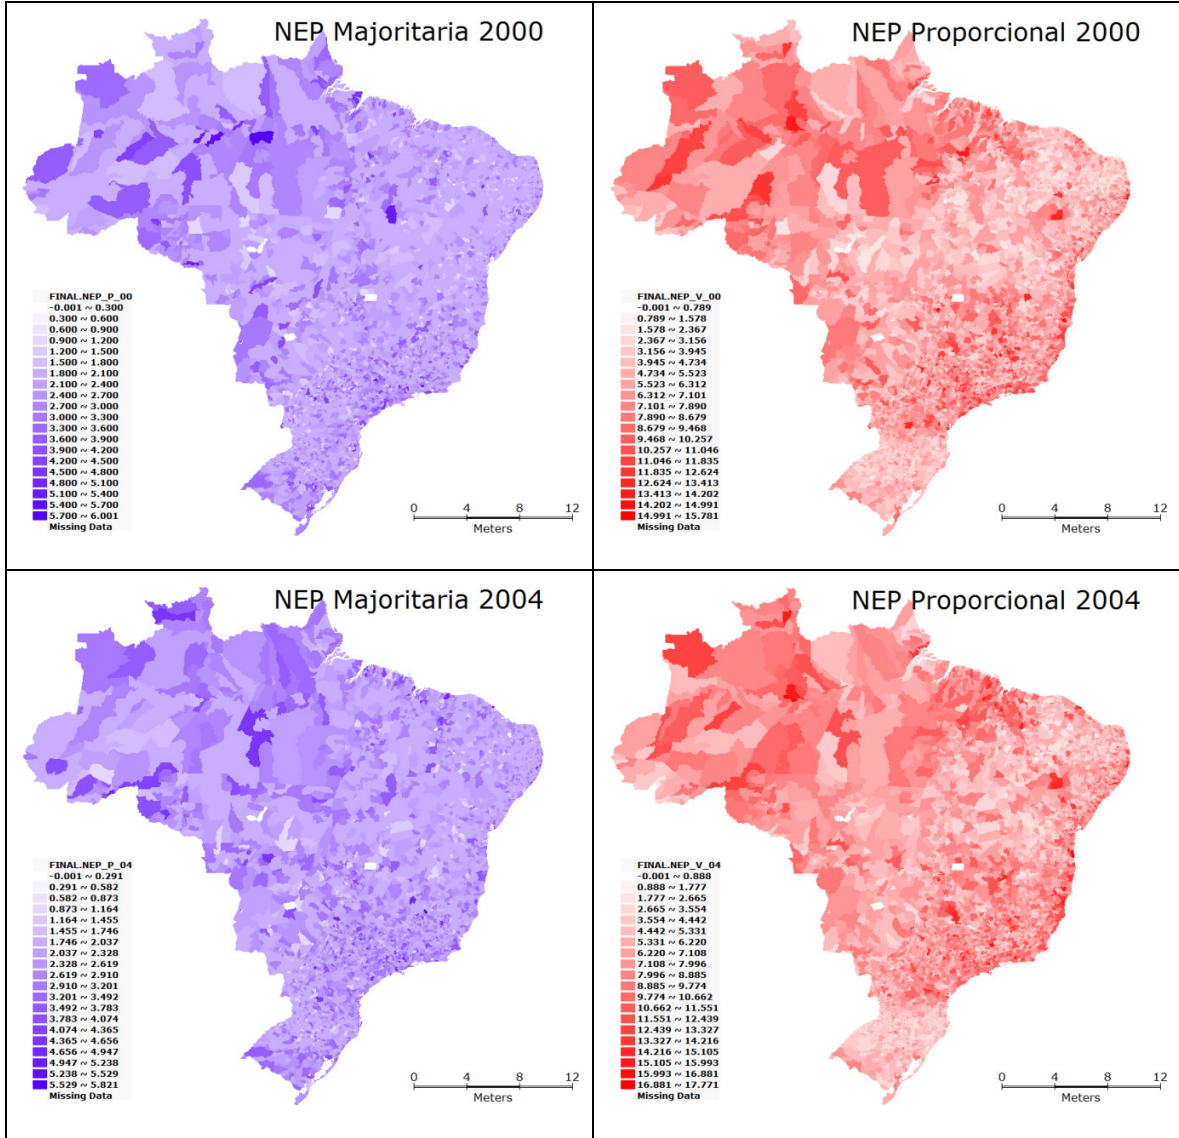 NEP Majoritaria 2000
FINAL.NEP_P_00
-0.001 ~ 0.300
0.300 ~ 0.600
0.600 ~ 0.900
0.900 ~ 1.200
1.200 ~ 1.500
1.500 ~ 1.800
1.800 ~ 2.100
2.100 ~ 2.400
2.400 ~ 2.700
2.700 ~ 3.000
3.000 ~ 3.300
3.300 ~ 3.600
3.600 ~ 3.900
3.900 ~ 4.200
4.200 ~ 4.500
4.500 ~ 4.800
4.800 ~ 5.100
5.100 ~ 5.400
5.400 ~ 5.700
5.700 ~ 6.001
Missing Data
0 4 8 12
Meters
NEP Proporcional 2000
FINAL.NEP_V_00
-0.001 ~ 0.789
0.789 ~ 1.578
1.578 ~ 2.367
2.367 ~ 3.156
3.156 ~ 3.945
3.945 ~ 4.734
4.734 ~ 5.523
5.523 ~ 6.312
6.312 ~ 7.101
7.101 ~ 7.890
7.890 ~ 8.679
8.679 ~ 9.468
9.468 ~ 10.257
10.257 ~ 11.046
11.046 ~ 11.835
11.835 ~ 12.624
12.624 ~ 13.413
13.413 ~ 14.202
14.202 ~ 14.991
14.991 ~ 15.781
Missing Data
0 4 8 12
Meters
NEP Majoritaria 2004
FINAL.NEP_P_04
-0.001 ~ 0.291
0.291 ~ 0.582
0.582 ~ 0.873
0.873 ~ 1.164
1.164 ~ 1.455
1.455 ~ 1.746
1.746 ~ 2.037
2.037 ~ 2.328
2.328 ~ 2.619
2.619 ~ 2.910
2.910 ~ 3.201
3.201 ~ 3.492
3.492 ~ 3.783
3.783 ~ 4.074
4.074 ~ 4.365
4.365 ~ 4.656
4.656 ~ 4.947
4.947 ~ 5.238
5.238 ~ 5.529
5.529 ~ 5.821
Missing Data
0 4 8 12
Meters
NEP Proporcional 2004
FINAL.NEP_V_04
-0.001 ~ 0.888
0.888 ~ 1.777
1.777 ~ 2.665
2.665 ~ 3.554
3.554 ~ 4.442
4.442 ~ 5.331
5.331 ~ 6.220
6.220 ~ 7.108
7.108 ~ 7.996
7.996 ~ 8.885
8.885 ~ 9.774
9.774 ~ 10.662
10.662 ~ 11.551
11.551 ~ 12.439
12.439 ~ 13.327
13.327 ~ 14.216
14.216 ~ 15.105
15.105 ~ 15.993
15.993 ~ 16.881
16.881 ~ 17.771
Missing Data
0 4 8 12
Meters